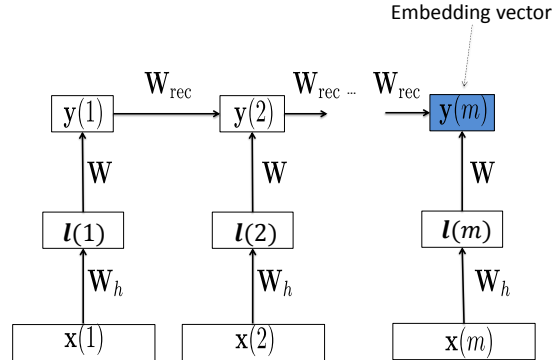 Embedding vector
W_rec W_rec ... W_rec
y(1) y(2) y(m)
W W W
l(1) l(2) l(m)
W_h W_h W_h
x(1) x(2) x(m)